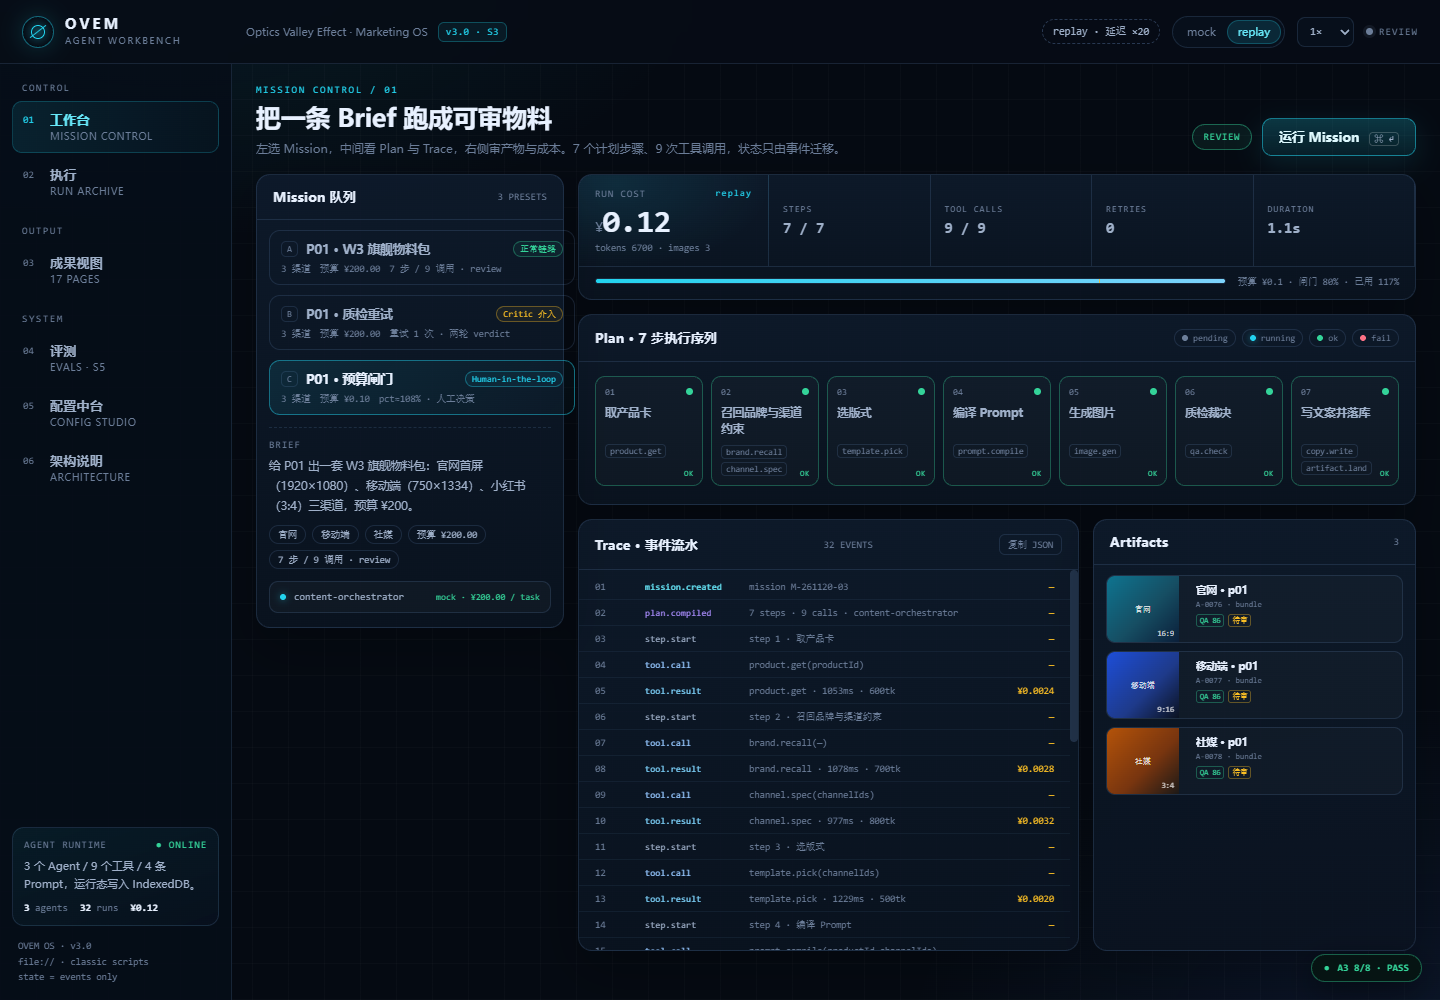 OVEM
AGENT WORKBENCH
Optics Valley Effect · Marketing OS
v3.0 · S3
replay · 延迟 ×20
mock
replay
1×
REVIEW
CONTROL
01 工作台
MISSION CONTROL
02 执行
RUN ARCHIVE
OUTPUT
03 成果视图
17 PAGES
SYSTEM
04 评测
EVALS · S5
05 配置中台
CONFIG STUDIO
06 架构说明
ARCHITECTURE
AGENT RUNTIME
ONLINE
3 个 Agent / 9 个工具 / 4 条
Prompt，运行态写入 IndexedDB。
3 agents 32 runs ¥0.12
OVEM OS · v3.0
file:// · classic scripts
state = events only
MISSION CONTROL / 01
把一条 Brief 跑成可审物料
左选 Mission，中间看 Plan 与 Trace，右侧审产物与成本。7 个计划步骤、9 次工具调用，状态只由事件迁移。
REVIEW
运行 Mission ⌘ ↵
Mission 队列
3 PRESETS
A P01 • W3 旗舰物料包
正常链路
3 渠道 预算 ¥200.00 7 步 / 9 调用 · review
B P01 • 质检重试
Critic 介入
3 渠道 预算 ¥200.00 重试 1 次 · 两轮 verdict
C P01 • 预算闸门
Human-in-the-loop
3 渠道 预算 ¥0.10 pct=108% · 人工决策
BRIEF
给 P01 出一套 W3 旗舰物料包：官网首屏
（1920×1080）、移动端（750×1334）、小红书
（3:4）三渠道，预算 ¥200。
官网
移动端
社媒
预算 ¥200.00
7 步 / 9 调用 · review
content-orchestrator
mock · ¥200.00 / task
RUN COST
replay
¥0.12
tokens 6700 · images 3
STEPS
7 / 7
TOOL CALLS
9 / 9
RETRIES
0
DURATION
1.1s
预算 ¥0.1 · 闸门 80% · 已用 117%
Plan • 7 步执行序列
pending
running
ok
fail
01
取产品卡
product.get
OK
02
召回品牌与渠道
约束
brand.recall
channel.spec
OK
03
选版式
template.pick
OK
04
编译 Prompt
prompt.compile
OK
05
生成图片
image.gen
OK
06
质检裁决
qa.check
OK
07
写文案并落库
copy.write
artifact.land
OK
Trace • 事件流水
32 EVENTS
复制 JSON
01 mission.created mission M-261120-03 —
02 plan.compiled 7 steps · 9 calls · content-orchestrator —
03 step.start step 1 · 取产品卡 —
04 tool.call product.get(productId) —
05 tool.result product.get · 1053ms · 600tk ¥0.0024
06 step.start step 2 · 召回品牌与渠道约束 —
07 tool.call brand.recall(—) —
08 tool.result brand.recall · 1078ms · 700tk ¥0.0028
09 tool.call channel.spec(channelIds) —
10 tool.result channel.spec · 977ms · 800tk ¥0.0032
11 step.start step 3 · 选版式 —
12 tool.call template.pick(channelIds) —
13 tool.result template.pick · 1229ms · 500tk ¥0.0020
14 step.start step 4 · 编译 Prompt —
Artifacts
3
官网
16:9
官网 • p01
A-0076 · bundle
QA 86 待审
移动端
9:16
移动端 • p01
A-0077 · bundle
QA 86 待审
社媒
3:4
社媒 • p01
A-0078 · bundle
QA 86 待审
A3 8/8 · PASS